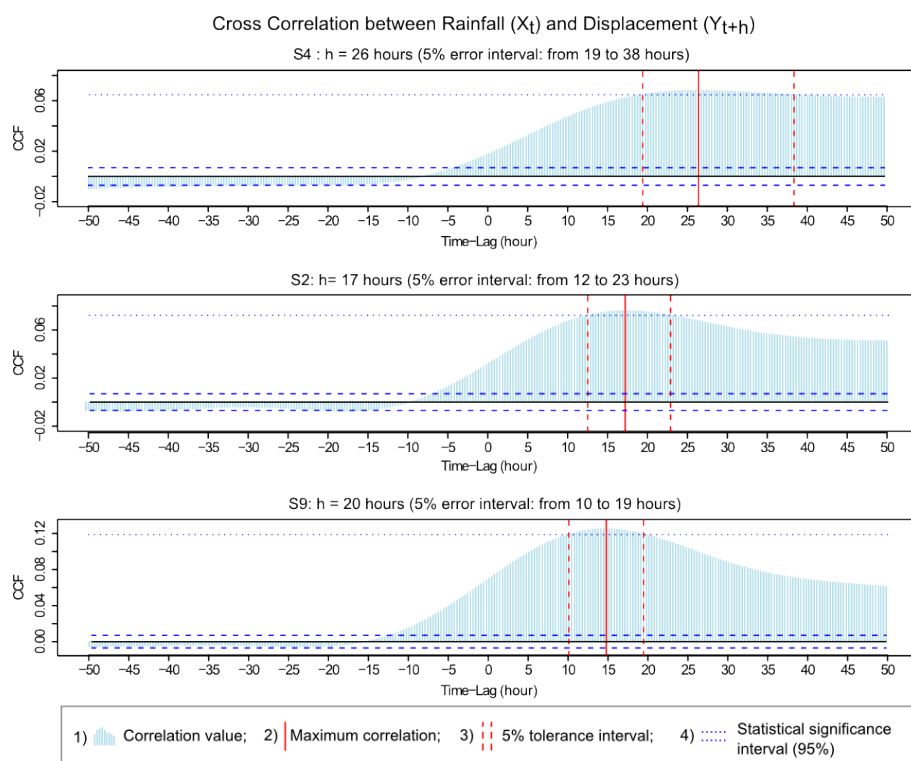 Cross Correlation between Rainfall (Xt) and Displacement (Yt+h)
S4 : h = 26 hours (5% error interval: from 19 to 38 hours)
CCF
0.06
0.02
−0.02
−50 −45 −40 −35 −30 −25 −20 −15 −10 −5 0 5 10 15 20 25 30 35 40 45 50
Time−Lag (hour)
S2: h= 17 hours (5% error interval: from 12 to 23 hours)
CCF
0.06
0.02
−0.02
−50 −45 −40 −35 −30 −25 −20 −15 −10 −5 0 5 10 15 20 25 30 35 40 45 50
Time−Lag (hour)
S9: h = 20 hours (5% error interval: from 10 to 19 hours)
CCF
0.12
0.08
0.04
0.00
−50 −45 −40 −35 −30 −25 −20 −15 −10 −5 0 5 10 15 20 25 30 35 40 45 50
Time−Lag (hour)
1) Correlation value; 2) Maximum correlation; 3) 5% tolerance interval; 4) Statistical significance
interval (95%)